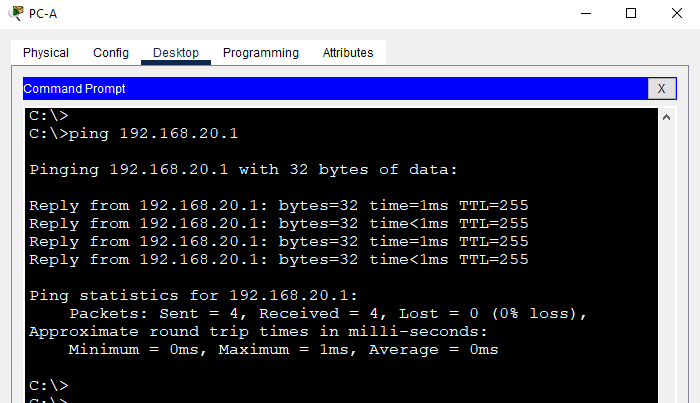 PC-A
Physical Config Desktop Programming Attributes
Command Prompt X
C:\>
C:\>ping 192.168.20.1
Pinging 192.168.20.1 with 32 bytes of data:
Reply from 192.168.20.1: bytes=32 time=1ms TTL=255
Reply from 192.168.20.1: bytes=32 time<1ms TTL=255
Reply from 192.168.20.1: bytes=32 time=1ms TTL=255
Reply from 192.168.20.1: bytes=32 time<1ms TTL=255
Ping statistics for 192.168.20.1:
Packets: Sent = 4, Received = 4, Lost = 0 (0% loss),
Approximate round trip times in milli-seconds:
Minimum = 0ms, Maximum = 1ms, Average = 0ms
C:\>
C:\>